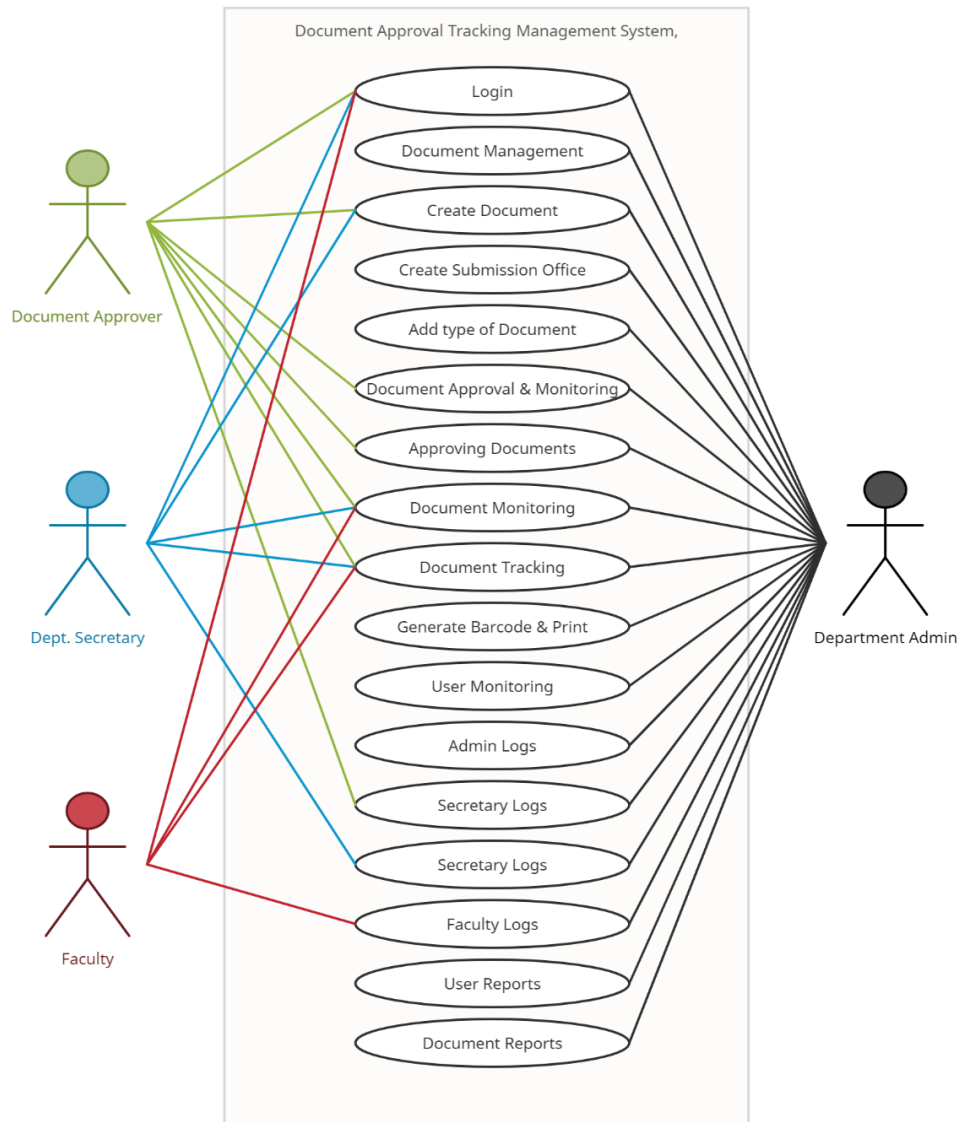 Document Approval Tracking Management System,
Login
Document Management
Create Document
Create Submission Office
Add type of Document
Document Approval & Monitoring
Approving Documents
Document Monitoring
Document Tracking
Generate Barcode & Print
User Monitoring
Admin Logs
Secretary Logs
Secretary Logs
Faculty Logs
User Reports
Document Reports
Document Approver
Dept. Secretary
Faculty
Department Admin